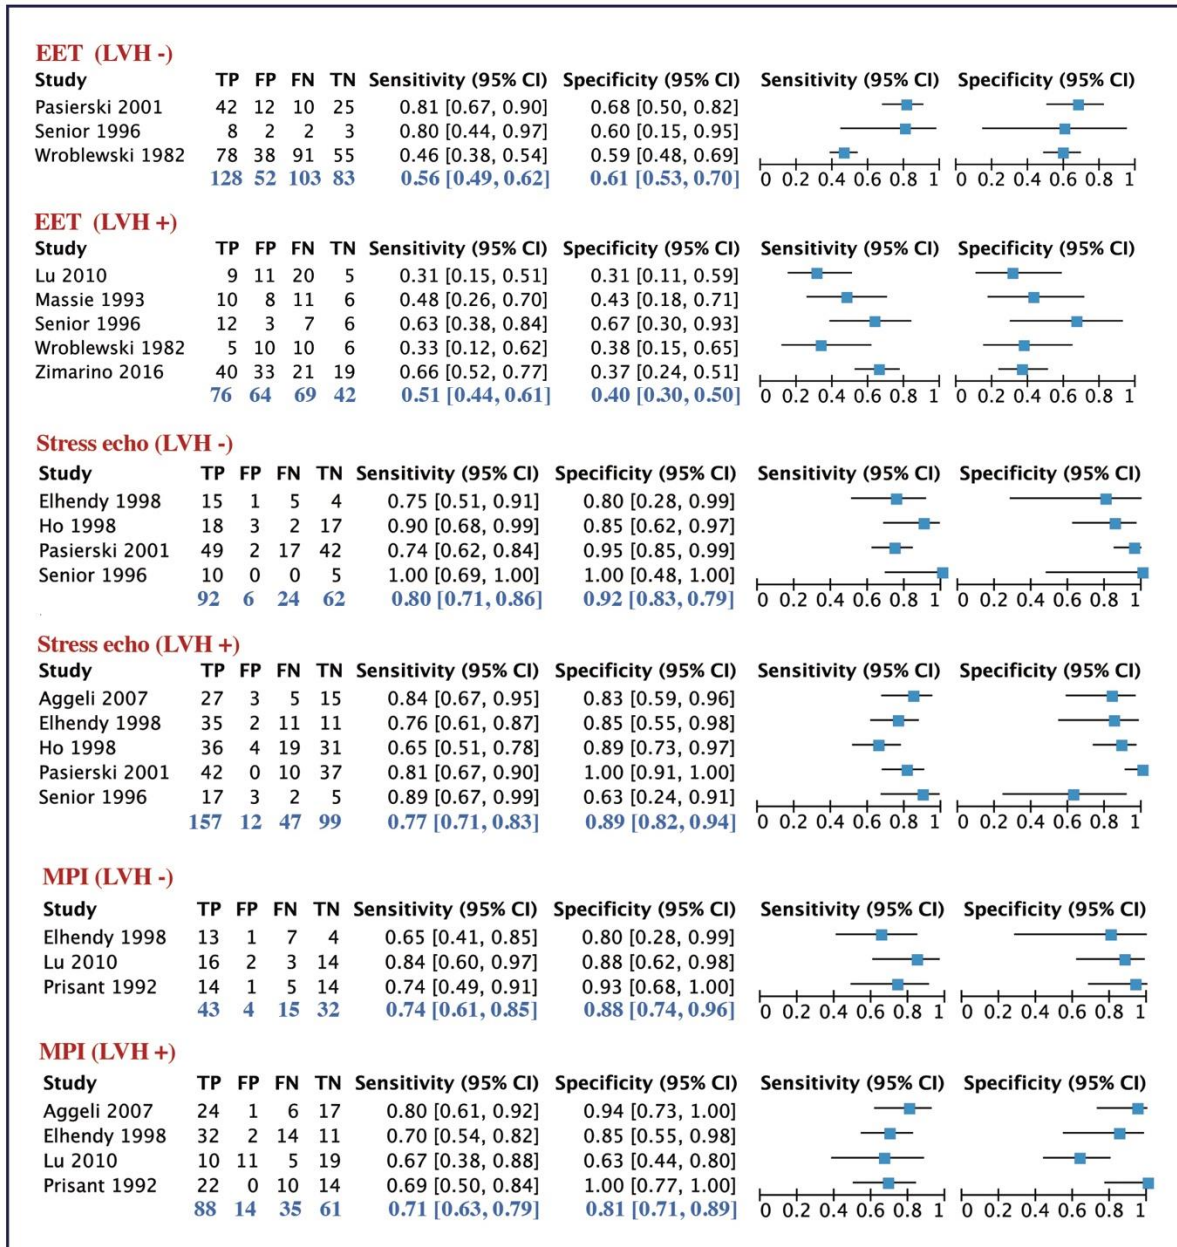 EET (LVH -)
Study TP FP FN TN Sensitivity (95% CI) Specificity (95% CI) Sensitivity (95% CI) Specificity (95% CI)
Pasierski 2001 42 12 10 25 0.81 [0.67, 0.90] 0.68 [0.50, 0.82]
Senior 1996 8 2 2 3 0.80 [0.44, 0.97] 0.60 [0.15, 0.95]
Wroblewski 1982 78 38 91 55 0.46 [0.38, 0.54] 0.59 [0.48, 0.69]
128 52 103 83 0.56 [0.49, 0.62] 0.61 [0.53, 0.70] 0 0.2 0.4 0.6 0.8 1 0 0.2 0.4 0.6 0.8 1
EET (LVH +)
Study TP FP FN TN Sensitivity (95% CI) Specificity (95% CI) Sensitivity (95% CI) Specificity (95% CI)
Lu 2010 9 11 20 5 0.31 [0.15, 0.51] 0.31 [0.11, 0.59]
Massie 1993 10 8 11 6 0.48 [0.26, 0.70] 0.43 [0.18, 0.71]
Senior 1996 12 3 7 6 0.63 [0.38, 0.84] 0.67 [0.30, 0.93]
Wroblewski 1982 5 10 10 6 0.33 [0.12, 0.62] 0.38 [0.15, 0.65]
Zimarino 2016 40 33 21 19 0.66 [0.52, 0.77] 0.37 [0.24, 0.51]
76 64 69 42 0.51 [0.44, 0.61] 0.40 [0.30, 0.50] 0 0.2 0.4 0.6 0.8 1 0 0.2 0.4 0.6 0.8 1
Stress echo (LVH -)
Study TP FP FN TN Sensitivity (95% CI) Specificity (95% CI) Sensitivity (95% CI) Specificity (95% CI)
Elhendy 1998 15 1 5 4 0.75 [0.51, 0.91] 0.80 [0.28, 0.99]
Ho 1998 18 3 2 17 0.90 [0.68, 0.99] 0.85 [0.62, 0.97]
Pasierski 2001 49 2 17 42 0.74 [0.62, 0.84] 0.95 [0.85, 0.99]
Senior 1996 10 0 0 5 1.00 [0.69, 1.00] 1.00 [0.48, 1.00]
92 6 24 62 0.80 [0.71, 0.86] 0.92 [0.83, 0.79] 0 0.2 0.4 0.6 0.8 1 0 0.2 0.4 0.6 0.8 1
Stress echo (LVH +)
Study TP FP FN TN Sensitivity (95% CI) Specificity (95% CI) Sensitivity (95% CI) Specificity (95% CI)
Aggeli 2007 27 3 5 15 0.84 [0.67, 0.95] 0.83 [0.59, 0.96]
Elhendy 1998 35 2 11 11 0.76 [0.61, 0.87] 0.85 [0.55, 0.98]
Ho 1998 36 4 19 31 0.65 [0.51, 0.78] 0.89 [0.73, 0.97]
Pasierski 2001 42 0 10 37 0.81 [0.67, 0.90] 1.00 [0.91, 1.00]
Senior 1996 17 3 2 5 0.89 [0.67, 0.99] 0.63 [0.24, 0.91]
157 12 47 99 0.77 [0.71, 0.83] 0.89 [0.82, 0.94] 0 0.2 0.4 0.6 0.8 1 0 0.2 0.4 0.6 0.8 1
MPI (LVH -)
Study TP FP FN TN Sensitivity (95% CI) Specificity (95% CI) Sensitivity (95% CI) Specificity (95% CI)
Elhendy 1998 13 1 7 4 0.65 [0.41, 0.85] 0.80 [0.28, 0.99]
Lu 2010 16 2 3 14 0.84 [0.60, 0.97] 0.88 [0.62, 0.98]
Prisant 1992 14 1 5 14 0.74 [0.49, 0.91] 0.93 [0.68, 1.00]
43 4 15 32 0.74 [0.61, 0.85] 0.88 [0.74, 0.96] 0 0.2 0.4 0.6 0.8 1 0 0.2 0.4 0.6 0.8 1
MPI (LVH +)
Study TP FP FN TN Sensitivity (95% CI) Specificity (95% CI) Sensitivity (95% CI) Specificity (95% CI)
Aggeli 2007 24 1 6 17 0.80 [0.61, 0.92] 0.94 [0.73, 1.00]
Elhendy 1998 32 2 14 11 0.70 [0.54, 0.82] 0.85 [0.55, 0.98]
Lu 2010 10 11 5 19 0.67 [0.38, 0.88] 0.63 [0.44, 0.80]
Prisant 1992 22 0 10 14 0.69 [0.50, 0.84] 1.00 [0.77, 1.00]
88 14 35 61 0.71 [0.63, 0.79] 0.81 [0.71, 0.89] 0 0.2 0.4 0.6 0.8 1 0 0.2 0.4 0.6 0.8 1